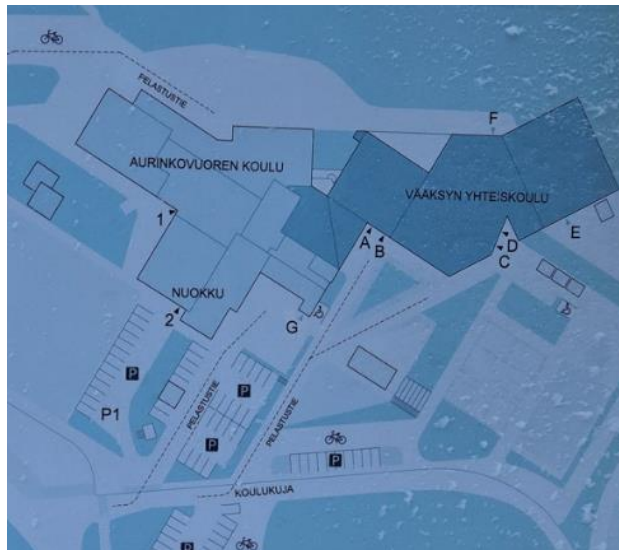 PELASTUSTIE
F
AURINKOVUOREN KOULU
VÄÄKSYN YHTEISKOULU
1
A
B
D
C
E
NUOKKU
2
G
P
P
P1
PELASTUSTIE
PELASTUSTIE
P
P
KOULUKUJA
P